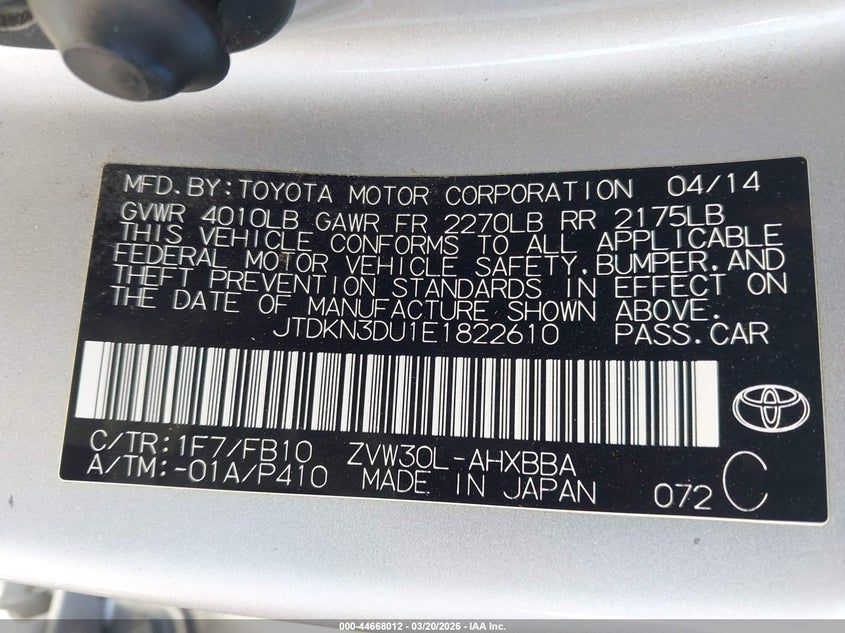 MFD.BY:TOYOTA MOTOR CORPORATION 04/14
GVWR 4010LB GAWR FR 2270LB RR 2175LB
THIS VEHICLE CONFORMS TO ALL APPLICABLE
FEDERAL MOTOR VEHICLE SAFETY,BUMPER,AND
THEFT PREVENTION STANDARDS IN EFFECT ON
THE DATE OF MANUFACTURE SHOWN ABOVE.
JTDKN3DU1E1822610 PASS.CAR
C/TR:1F7/FB10 ZVW30L-AHXBBA
A/TM:-01A/P410 MADE IN JAPAN 072 C
000-44668012 — 03/20/2026 — IAA Inc.